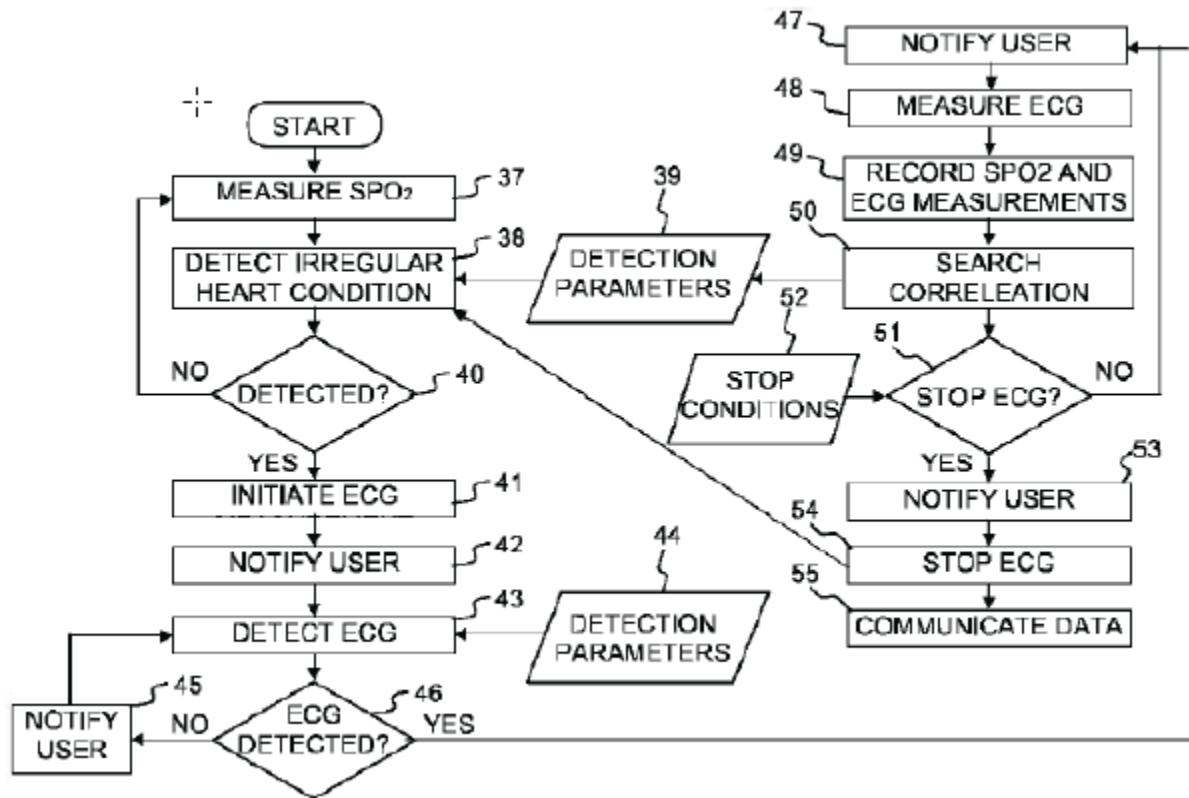 START
MEASURE SPO2
37
38
DETECT IRREGULAR
HEART CONDITION
39
DETECTION
PARAMETERS
NO
DETECTED?
40
YES
INITIATE ECG
41
NOTIFY USER
42
43
DETECT ECG
44
DETECTION
PARAMETERS
45
NOTIFY
USER
NO
ECG
DETECTED?
46
YES
47
NOTIFY USER
48
MEASURE ECG
49
RECORD SPO2 AND
ECG MEASUREMENTS
50
SEARCH
CORRELEATION
52
STOP
CONDITIONS
51
STOP ECG?
NO
YES
53
NOTIFY USER
54
STOP ECG
55
COMMUNICATE DATA